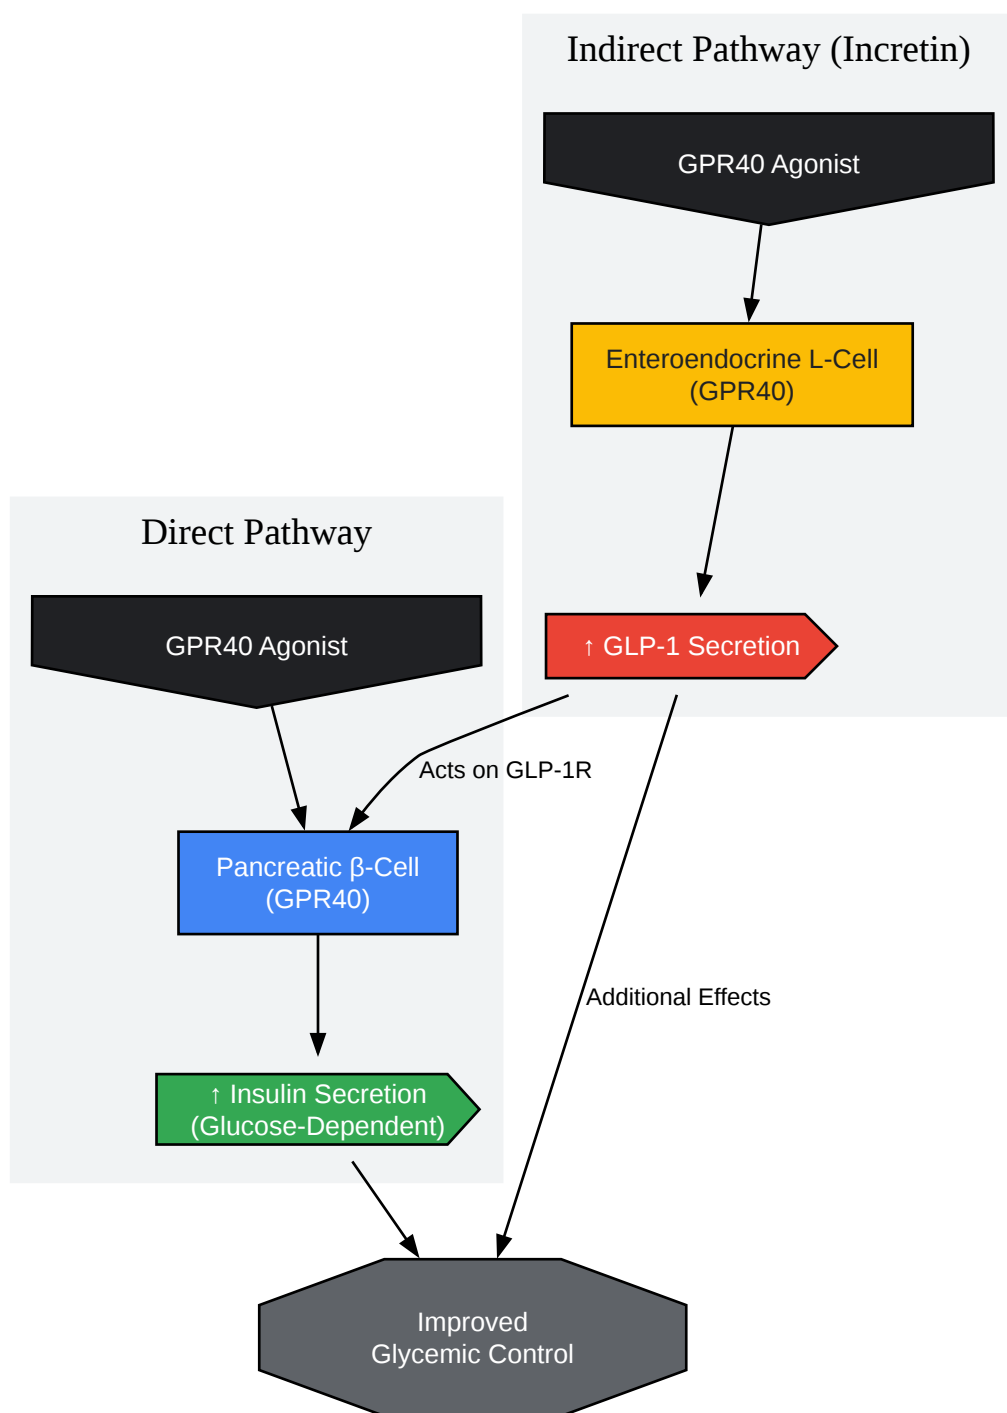 Indirect Pathway (Incretin)
GPR40 Agonist
Enteroendocrine L-Cell
(GPR40)
↑ GLP-1 Secretion
Direct Pathway
GPR40 Agonist
Acts on GLP-1R
Pancreatic β-Cell
(GPR40)
Additional Effects
↑ Insulin Secretion
(Glucose-Dependent)
Improved
Glycemic Control